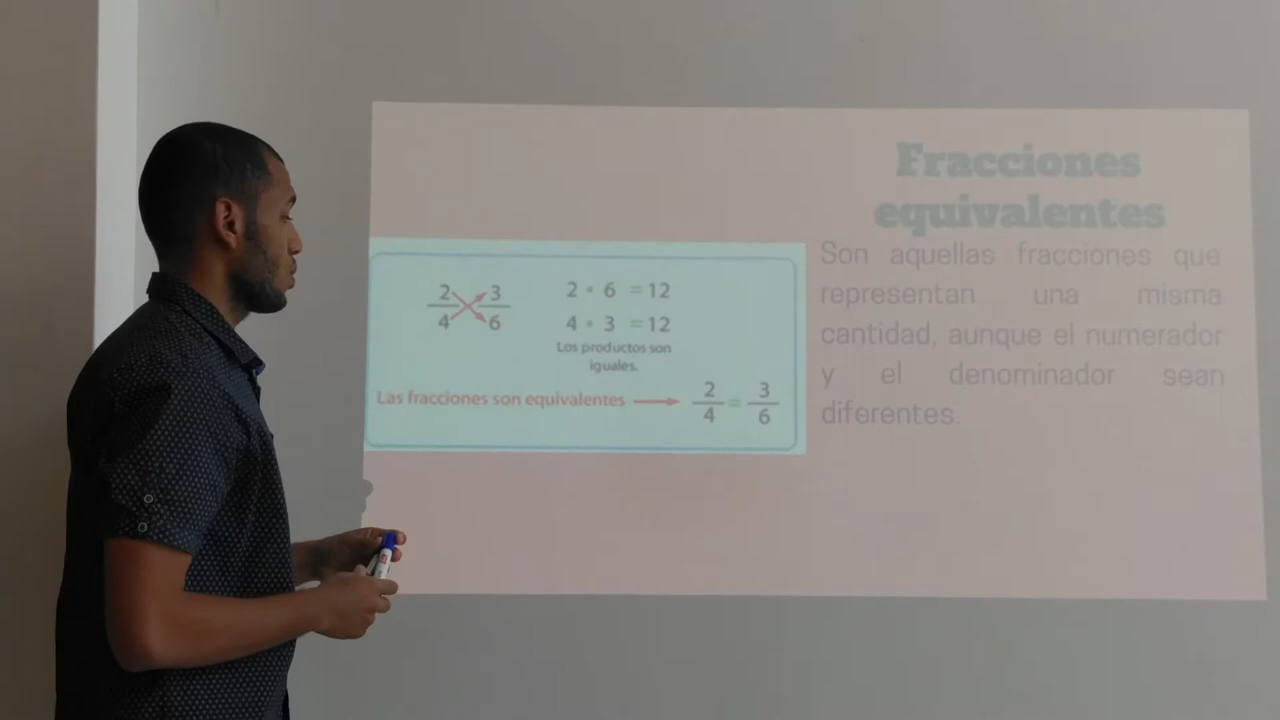 Fracciones
equivalentes
Son aquellas fracciones que
representan una misma
cantidad, aunque el numerador
y el denominador sean
diferentes.
2 3
4 6
2 • 6 = 12
4 • 3 = 12
Los productos son
iguales.
Las fracciones son equivalentes → 2/4 = 3/6